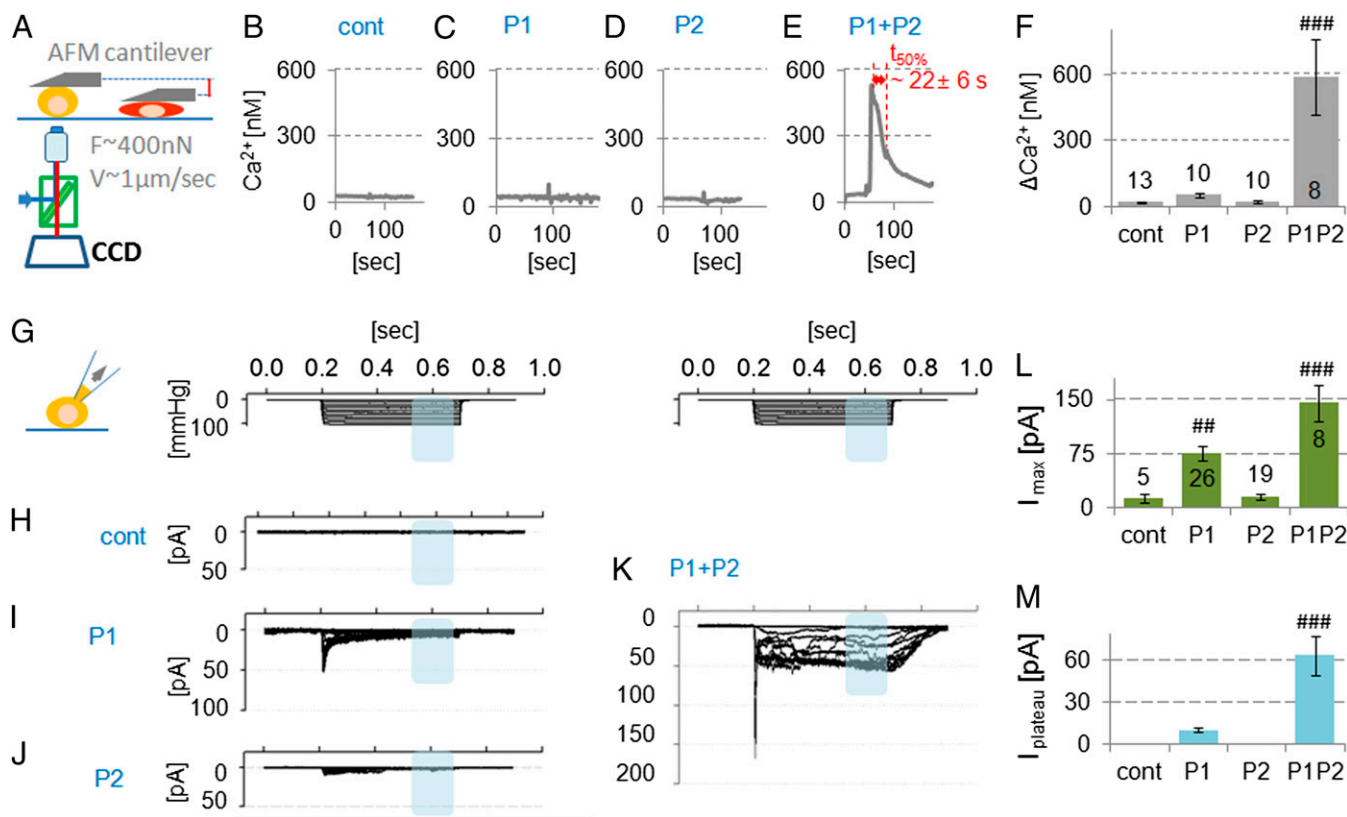 A
AFM cantilever
F~400nN
V~1µm/sec
CCD
B
cont
Ca²⁺ [nM]
600
300
0
0 100
[sec]
C
P1
600
300
0
0 100
[sec]
D
P2
600
300
0
0 100
[sec]
E
P1+P2
t50%
~ 22± 6 s
600
300
0
0 100
[sec]
F
ΔCa²⁺ [nM]
600
300
0
13
10
10
8
###
cont P1 P2 P1P2
G
[sec]
0.0 0.2 0.4 0.6 0.8 1.0
[mmHg]
0
100
[sec]
0.0 0.2 0.4 0.6 0.8 1.0
H
cont
[pA]
0
50
I
P1
[pA]
0
50
100
J
P2
[pA]
0
50
K
P1+P2
0
50
100
150
200
L
Imax [pA]
150
75
0
5
##
26
19
###
8
cont P1 P2 P1P2
M
Iplateau [pA]
60
30
0
###
cont P1 P2 P1P2